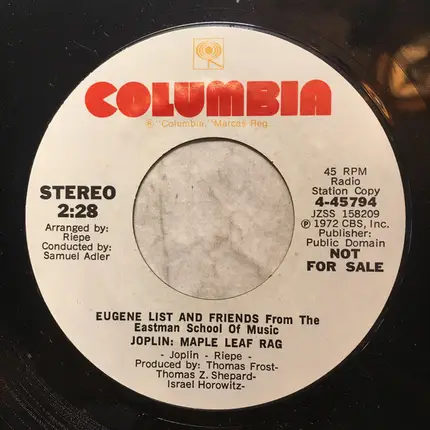 COLUMBIA
® "Columbia," Marcas Reg.
STEREO
2:28
Arranged by:
Riepe
Conducted by:
Samuel Adler
45 RPM
Radio
Station Copy
4-45794
JZSS 158209
℗ 1972 CBS, Inc.
Publisher:
Public Domain
NOT
FOR SALE
EUGENE LIST AND FRIENDS From The
Eastman School Of Music
JOPLIN: MAPLE LEAF RAG
- Joplin - Riepe -
Produced by: Thomas Frost-
Thomas Z. Shepard-
Israel Horowitz-